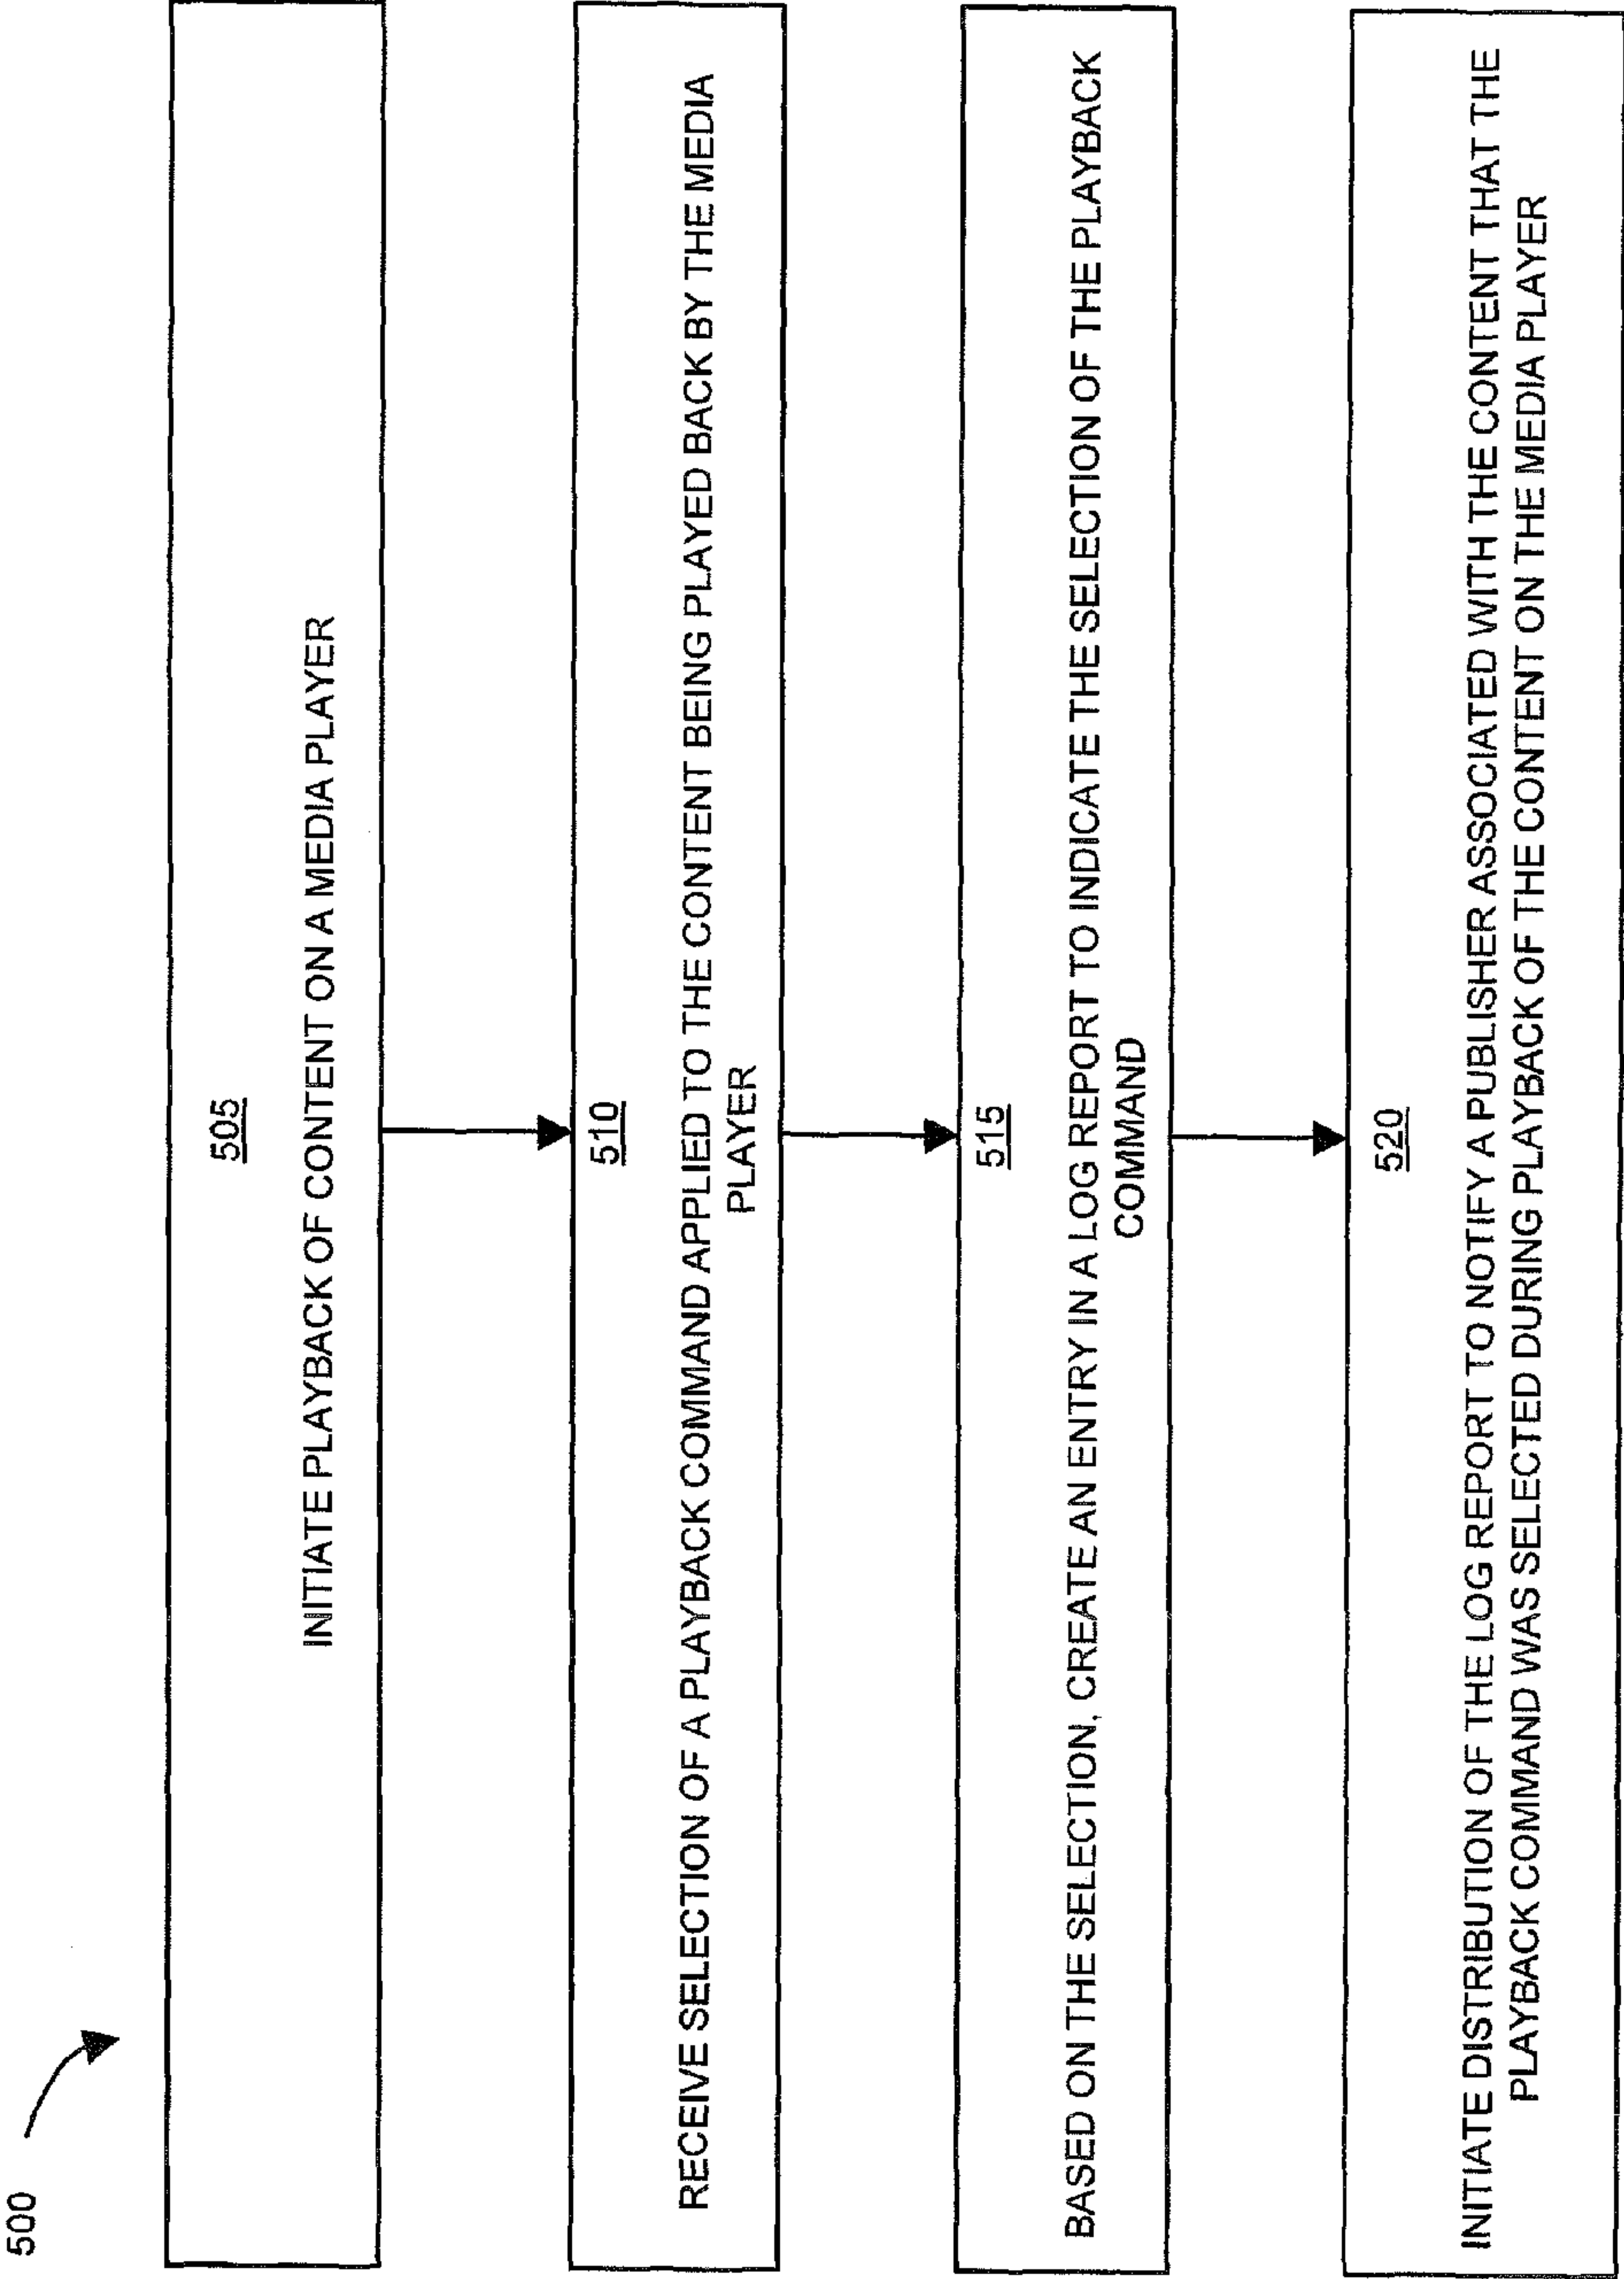 500
505
INITIATE PLAYBACK OF CONTENT ON A MEDIA PLAYER
510
RECEIVE SELECTION OF A PLAYBACK COMMAND APPLIED TO THE CONTENT BEING PLAYED BACK BY THE MEDIA
PLAYER
515
BASED ON THE SELECTION, CREATE AN ENTRY IN A LOG REPORT TO INDICATE THE SELECTION OF THE PLAYBACK
COMMAND
520
INITIATE DISTRIBUTION OF THE LOG REPORT TO NOTIFY A PUBLISHER ASSOCIATED WITH THE CONTENT THAT THE
PLAYBACK COMMAND WAS SELECTED DURING PLAYBACK OF THE CONTENT ON THE MEDIA PLAYER